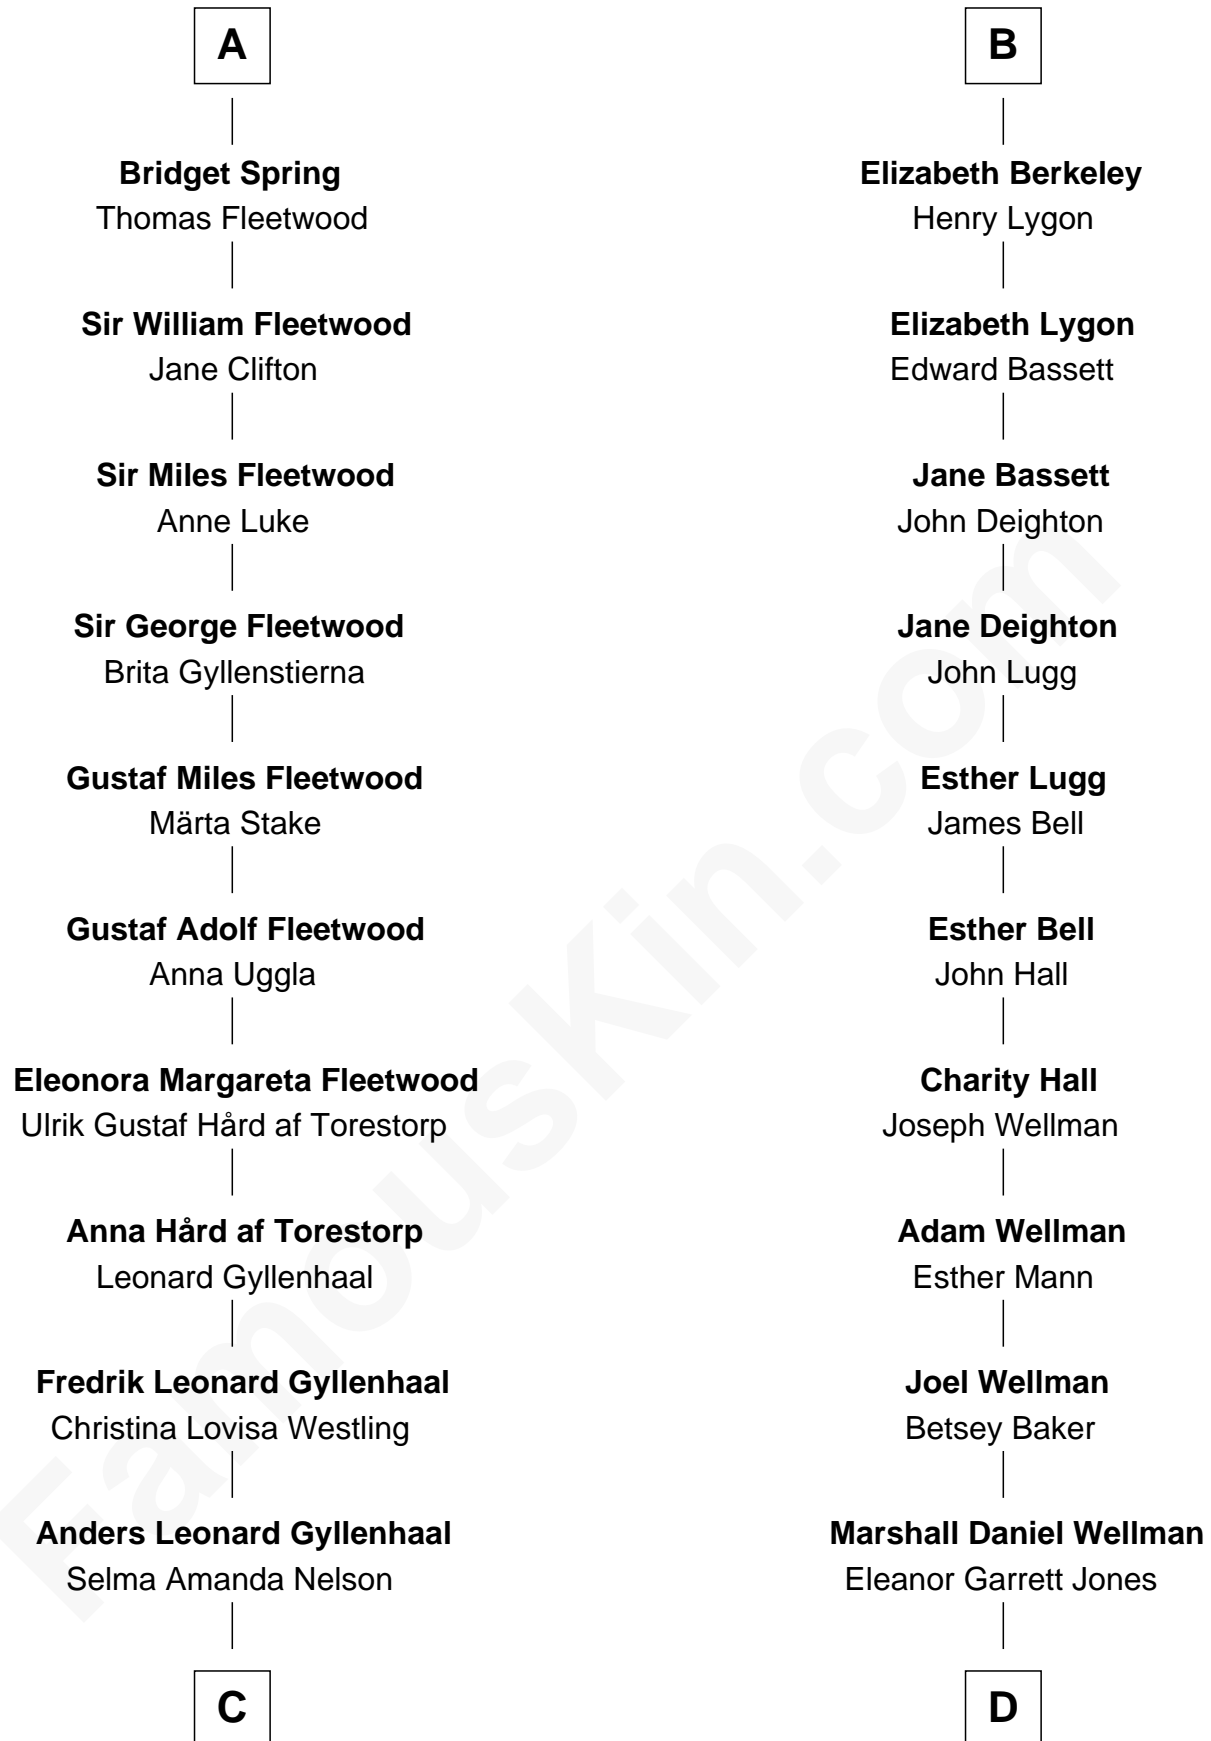 A
Bridget Spring
Thomas Fleetwood
Sir William Fleetwood
Jane Clifton
Sir Miles Fleetwood
Anne Luke
Sir George Fleetwood
Brita Gyllenstierna
Gustaf Miles Fleetwood
Märta Stake
Gustaf Adolf Fleetwood
Anna Uggla
Eleonora Margareta Fleetwood
Ulrik Gustaf Hård af Torestorp
Anna Hård af Torestorp
Leonard Gyllenhaal
Fredrik Leonard Gyllenhaal
Christina Lovisa Westling
Anders Leonard Gyllenhaal
Selma Amanda Nelson
C
B
Elizabeth Berkeley
Henry Lygon
Elizabeth Lygon
Edward Bassett
Jane Bassett
John Deighton
Jane Deighton
John Lugg
Esther Lugg
James Bell
Esther Bell
John Hall
Charity Hall
Joseph Wellman
Adam Wellman
Esther Mann
Joel Wellman
Betsey Baker
Marshall Daniel Wellman
Eleanor Garrett Jones
D
FamousKin.com